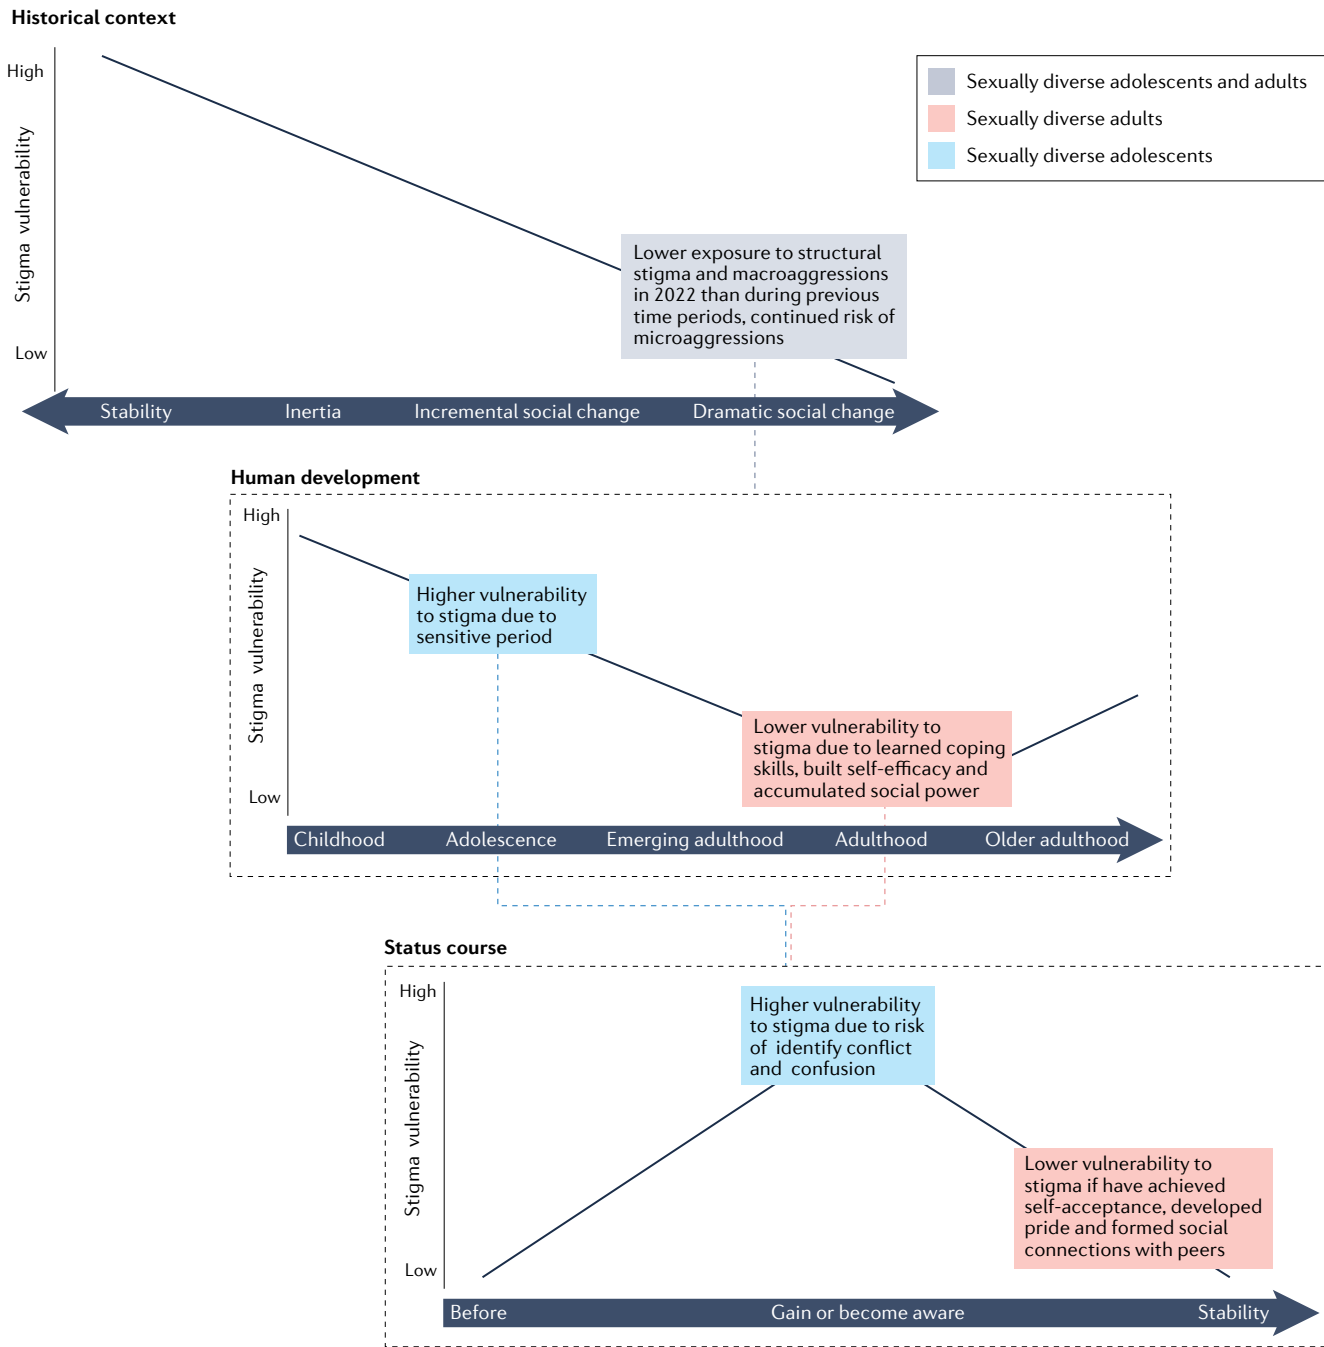 Historical context
High
Stigma vulnerability
Low
Sexually diverse adolescents and adults
Sexually diverse adults
Sexually diverse adolescents
Lower exposure to structural
stigma and macroaggressions
in 2022 than during previous
time periods, continued risk of
microaggressions
Stability
Inertia
Incremental social change
Dramatic social change
Human development
High
Stigma vulnerability
Low
Higher vulnerability
to stigma due to
sensitive period
Lower vulnerability to
stigma due to learned coping
skills, built self-efficacy and
accumulated social power
Childhood
Adolescence
Emerging adulthood
Adulthood
Older adulthood
Status course
High
Stigma vulnerability
Low
Higher vulnerability
to stigma due to risk
of identify conflict
and confusion
Lower vulnerability to
stigma if have achieved
self-acceptance, developed
pride and formed social
connections with peers
Before
Gain or become aware
Stability